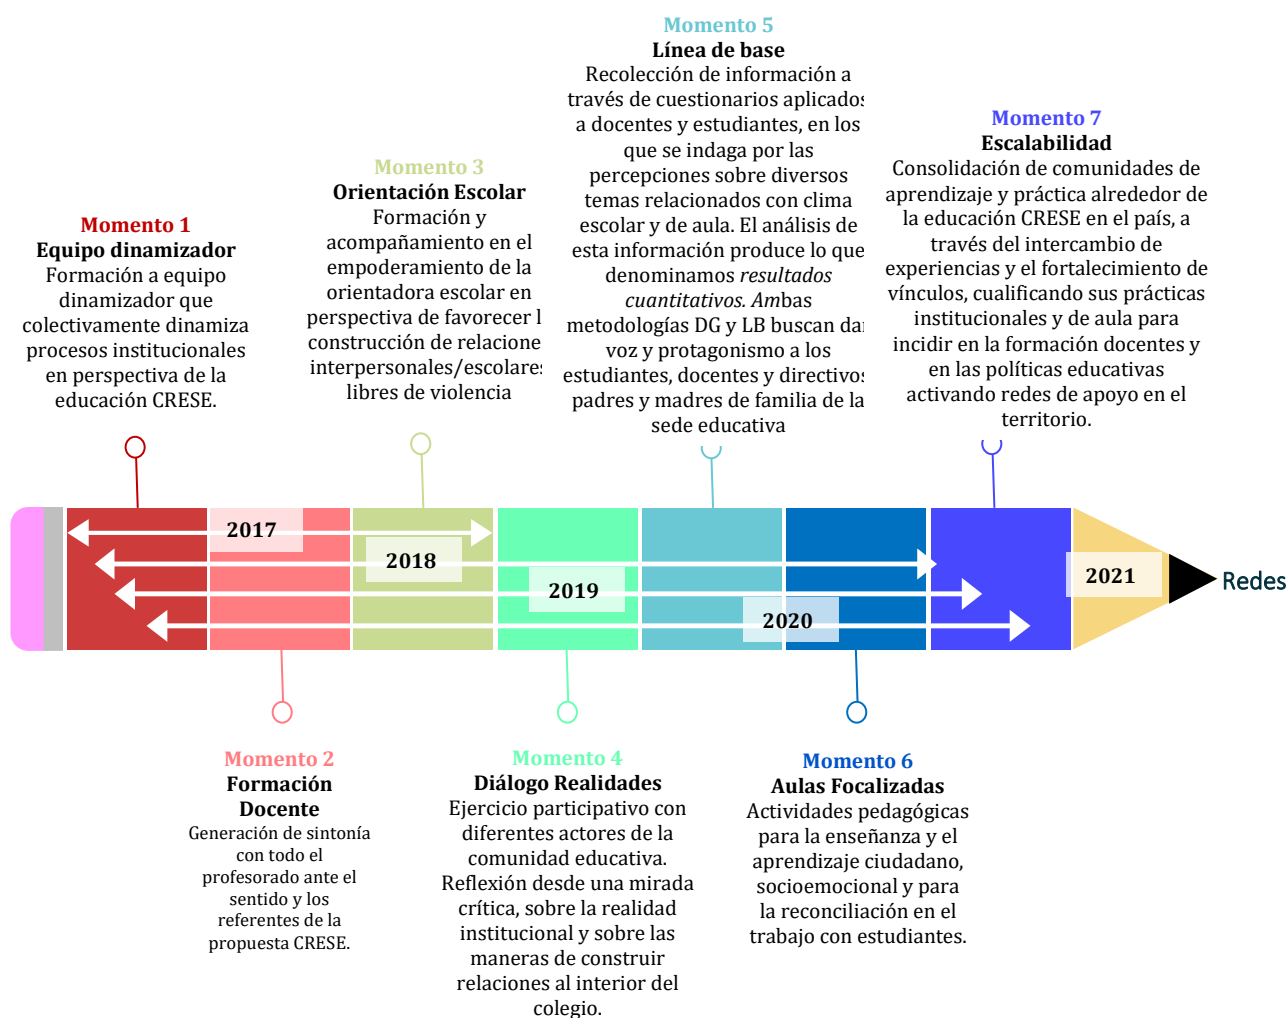 Momento 1
Equipo dinamizador
Formación a equipo
dinamizador que
colectivamente dinamiza
procesos institucionales
en perspectiva de la
educación CRESE.
Momento 3
Orientación Escolar
Formación y
acompañamiento en el
empoderamiento de la
orientadora escolar en
perspectiva de favorecer l
construcción de relacione
interpersonales/escolares
libres de violencia
Momento 5
Línea de base
Recolección de información a
través de cuestionarios aplicados
a docentes y estudiantes, en los
que se indaga por las
percepciones sobre diversos
temas relacionados con clima
escolar y de aula. El análisis de
esta información produce lo que
denominamos resultados
cuantitativos. Ambas
metodologías DG y LB buscan dar
voz y protagonismo a los
estudiantes, docentes y directivos
padres y madres de familia de la
sede educativa
Momento 7
Escalabilidad
Consolidación de comunidades de
aprendizaje y práctica alrededor de
la educación CRESE en el país, a
través del intercambio de
experiencias y el fortalecimiento de
vínculos, cualificando sus prácticas
institucionales y de aula para
incidir en la formación docentes y
en las políticas educativas
activando redes de apoyo en el
territorio.
2017
2018
2019
2020
2021
Redes
Momento 2
Formación
Docente
Generación de sintonía
con todo el
profesorado ante el
sentido y los
referentes de la
propuesta CRESE.
Momento 4
Diálogo Realidades
Ejercicio participativo con
diferentes actores de la
comunidad educativa.
Reflexión desde una mirada
crítica, sobre la realidad
institucional y sobre las
maneras de construir
relaciones al interior del
colegio.
Momento 6
Aulas Focalizadas
Actividades pedagógicas
para la enseñanza y el
aprendizaje ciudadano,
socioemocional y para
la reconciliación en el
trabajo con estudiantes.